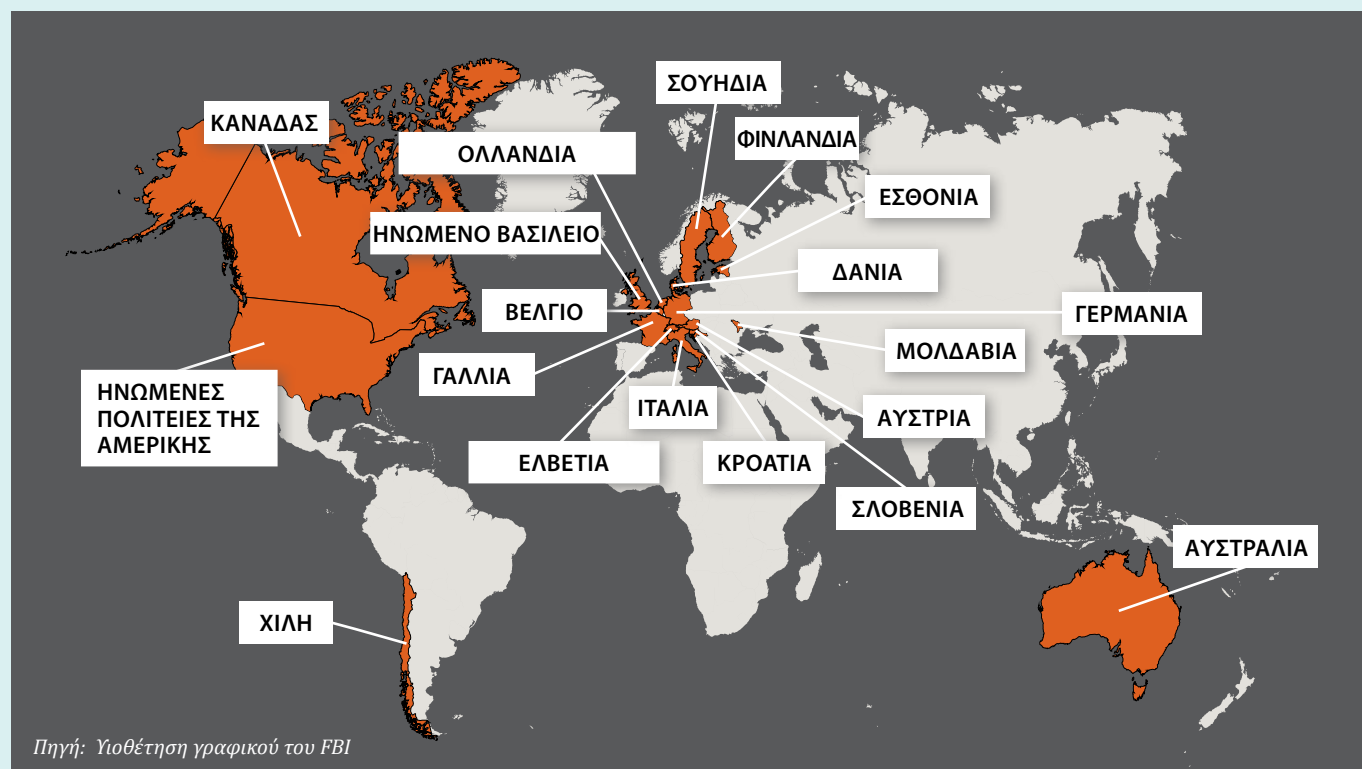 ΣΟΥΗΔΙΑ
ΚΑΝΑΔΑΣ
ΦΙΝΛΑΝΔΙΑ
ΟΛΛΑΝΔΙΑ
ΕΣΘΟΝΙΑ
ΗΝΩΜΕΝΟ ΒΑΣΙΛΕΙΟ
ΔΑΝΙΑ
ΒΕΛΓΙΟ
ΓΕΡΜΑΝΙΑ
ΜΟΛΔΑΒΙΑ
ΓΑΛΛΙΑ
ΗΝΩΜΕΝΕΣ
ΠΟΛΙΤΕΙΕΣ ΤΗΣ
ΑΜΕΡΙΚΗΣ
ΙΤΑΛΙΑ
ΑΥΣΤΡΙΑ
ΕΛΒΕΤΙΑ
ΚΡΟΑΤΙΑ
ΣΛΟΒΕΝΙΑ
ΑΥΣΤΡΑΛΙΑ
ΧΙΛΗ
Πηγή: Υιοθέτηση γραφικού του FBI